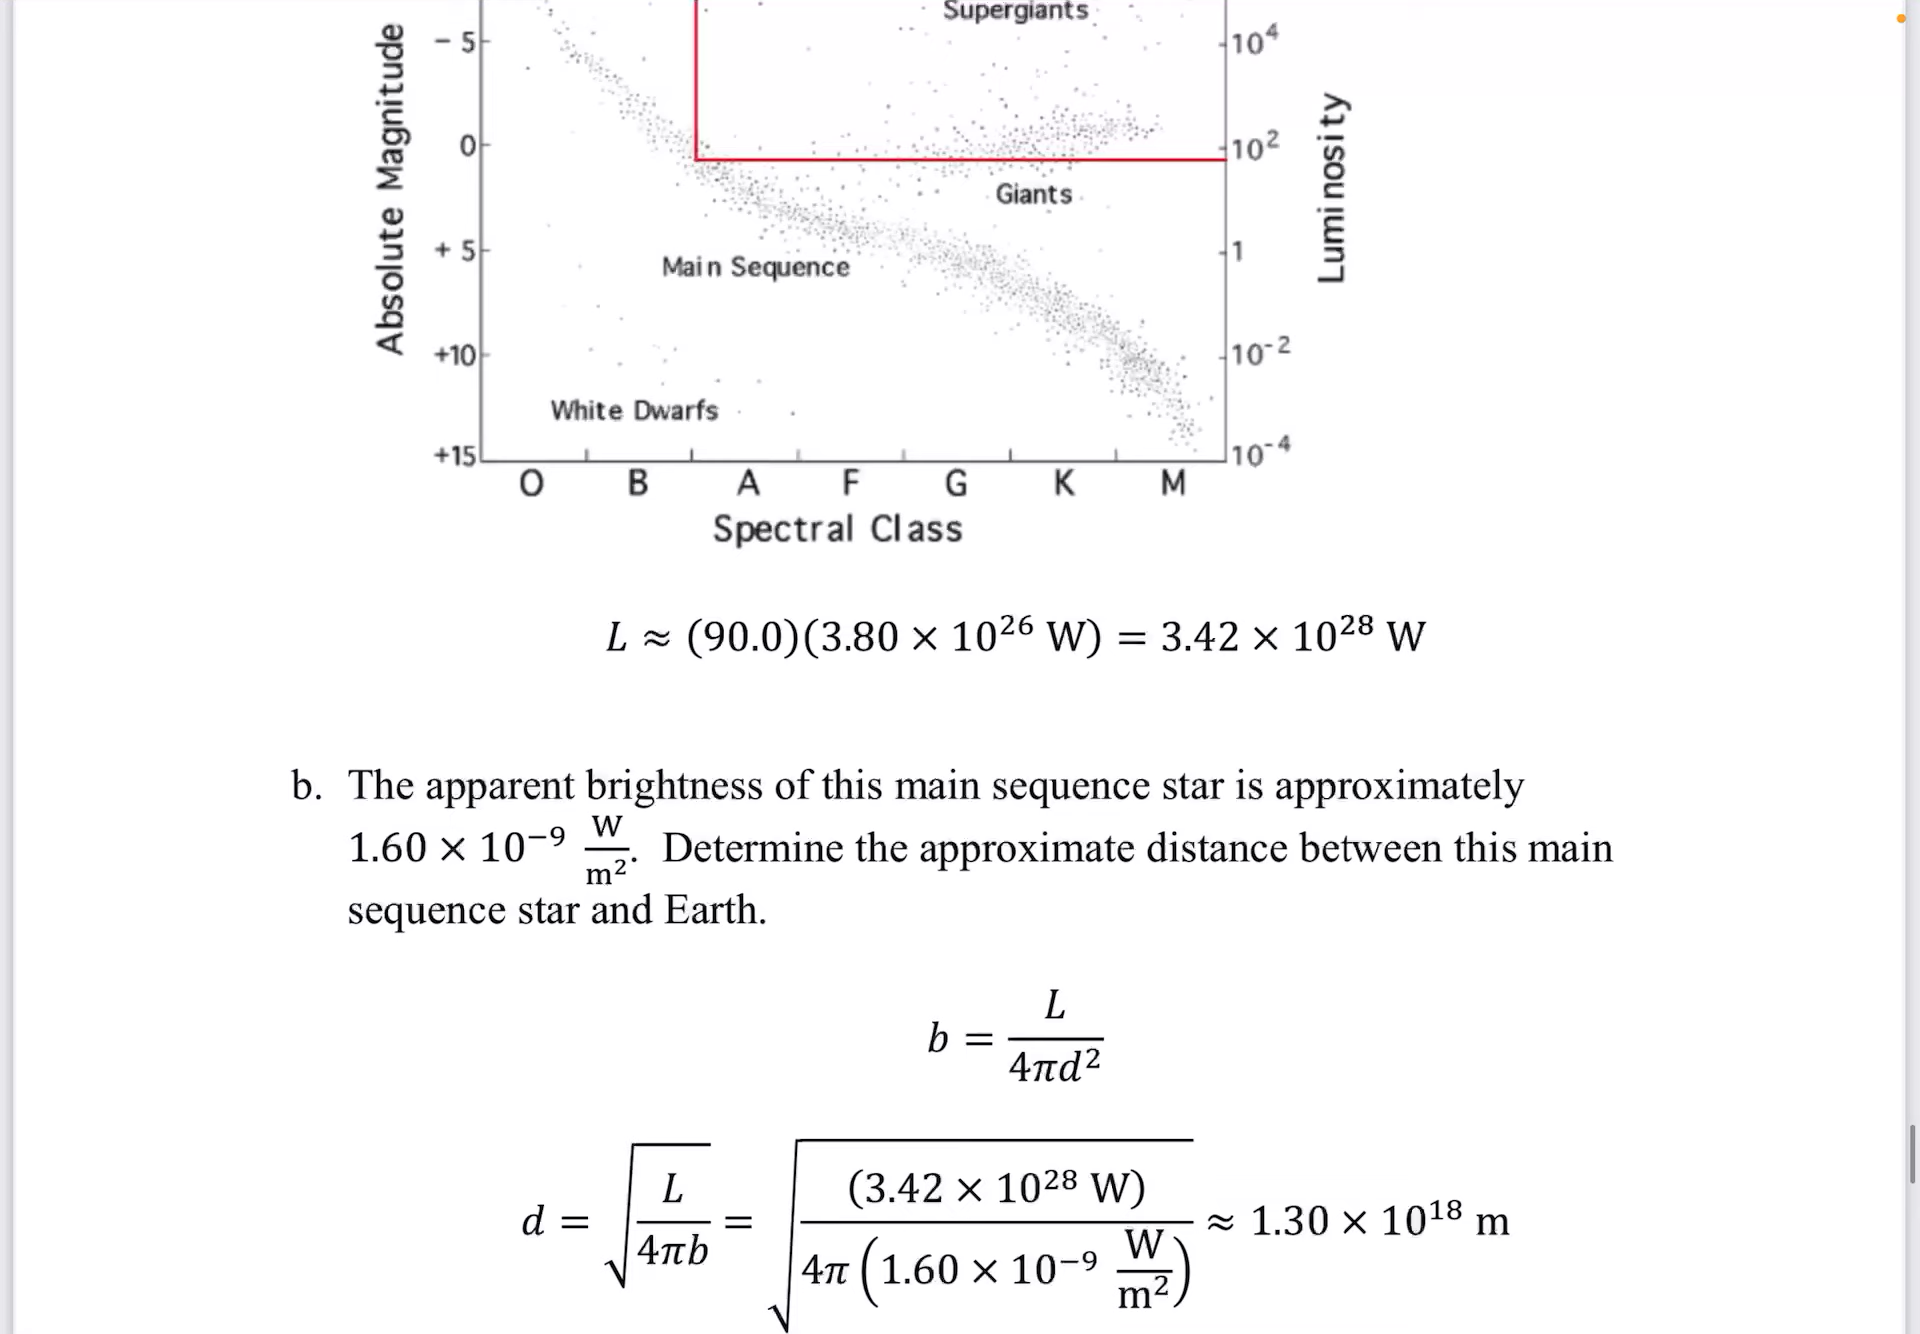 Supergiants
Absolute Magnitude
- 5
0
+ 5
+10
+15
10⁴
10²
1
10⁻²
10⁻⁴
Luminosity
Giants
Main Sequence
White Dwarfs
O B A F G K M
Spectral Class
L ≈ (90.0)(3.80 × 10²⁶ W) = 3.42 × 10²⁸ W
b. The apparent brightness of this main sequence star is approximately
1.60 × 10⁻⁹ W/m². Determine the approximate distance between this main
sequence star and Earth.
b = L/(4πd²)
d = √(L/(4πb)) = √((3.42 × 10²⁸ W)/(4π(1.60 × 10⁻⁹ W/m²))) ≈ 1.30 × 10¹⁸ m